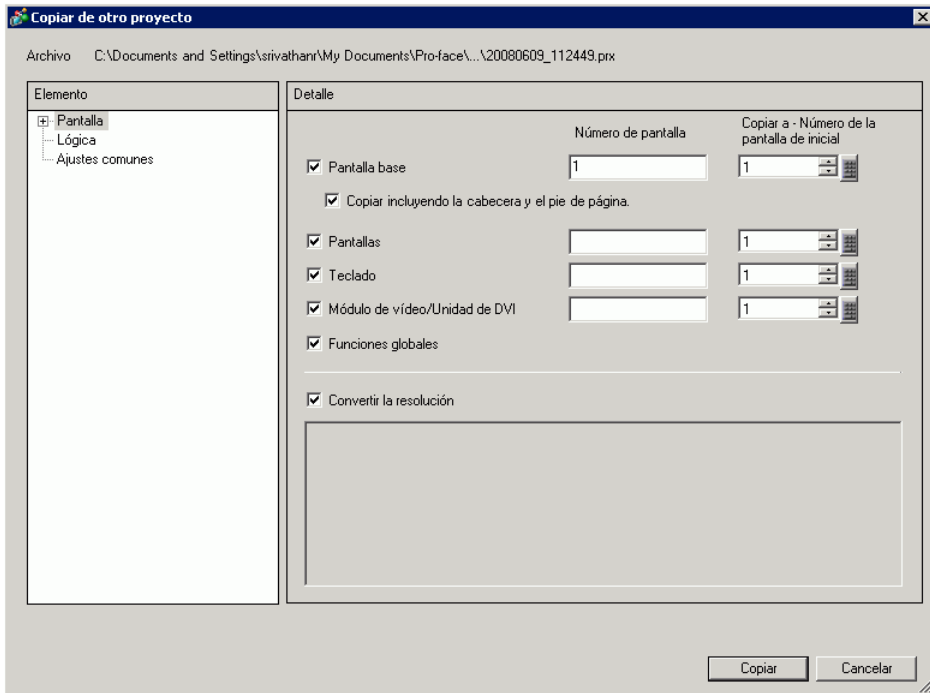 Copiar de otro proyecto
Archivo C:\Documents and Settings\srivathanr\My Documents\Pro-face\...\20080609_112449.prx
Elemento
Pantalla
Lógica
Ajustes comunes
Detalle
Número de pantalla
Copiar a - Número de la
pantalla de inicial
Pantalla base 1 1
Copiar incluyendo la cabecera y el pie de página.
Pantallas 1
Teclado 1
Módulo de vídeo/Unidad de DVI 1
Funciones globales
Convertir la resolución
Copiar Cancelar